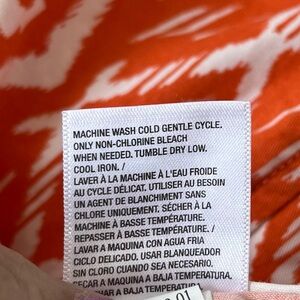 MACHINE WASH COLD GENTLE CYCLE.
ONLY NON-CHLORINE BLEACH
WHEN NEEDED. TUMBLE DRY LOW.
COOL IRON. /
LAVER À LA MACHINE À L'EAU FROIDE
AU CYCLE DÉLICAT. UTILISER AU BESOIN
UN AGENT DE BLANCHIMENT SANS
CHLORE UNIQUEMENT. SÉCHER À LA
MACHINE À BASSE TEMPÉRATURE.
REPASSER À BASSE TEMPÉRATURE. /
LAVAR A MAQUINA CON AGUA FRIA
CICLO DELICADO. USAR BLANQUEADOR
SIN CLORO CUANDO SEA NECESARIO.
SECAR A MAQUINA A BAJA TEMPERATURA.
A BAJA TEMPERATURA